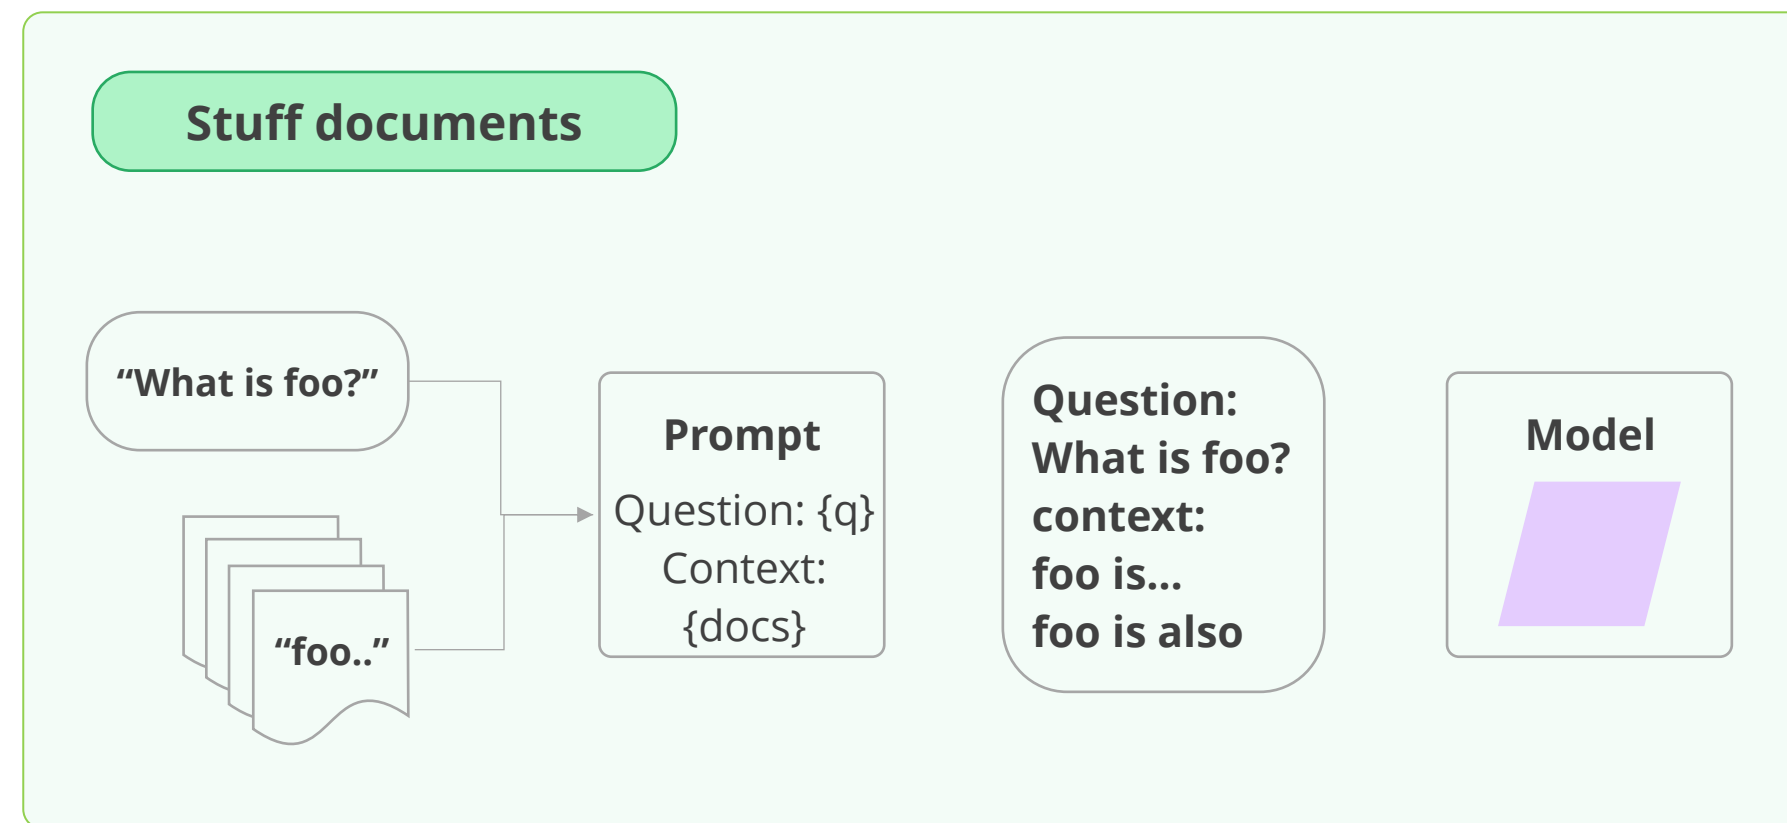 Stuff documents
“What is foo?”
“foo..”
Prompt
Question: {q}
Context:
{docs}
Question:
What is foo?
context:
foo is...
foo is also
Model